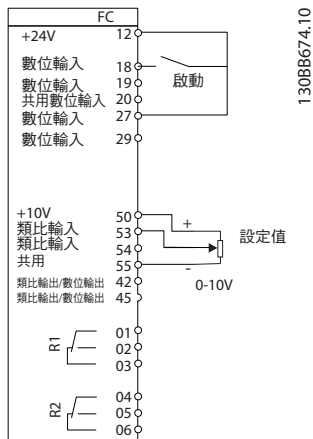 FC
+24V 12
數位輸入 18
數位輸入 19
共用數位輸入 20
數位輸入 27
數位輸入 29
啟動
+10V 50
類比輸入 53
類比輸入 54
共用 55
類比輸出/數位輸出 42
類比輸出/數位輸出 45
+
-
設定值
0-10V
R1
01
02
03
R2
04
05
06
130BB674.10